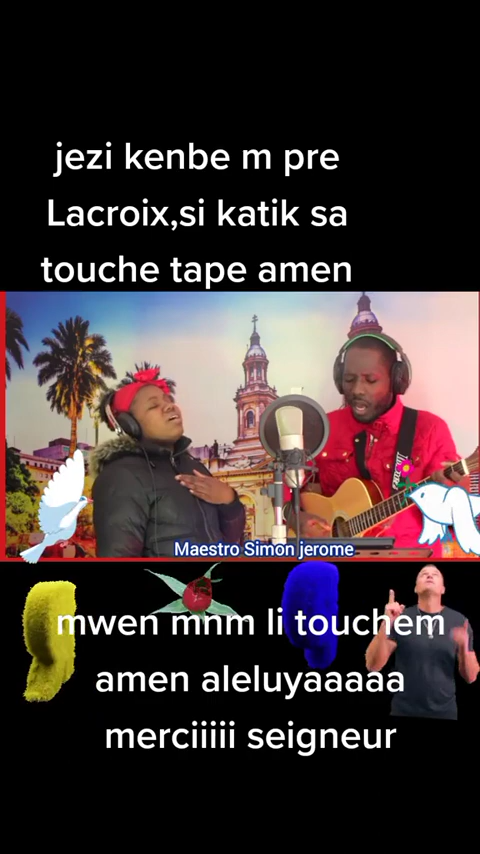 jezi kenbe m pre
Lacroix,si katik sa
touche tape amen
Maestro Simon jerome
mwen mnm li touchem
amen aleluyaaaaa
merciiiii seigneur